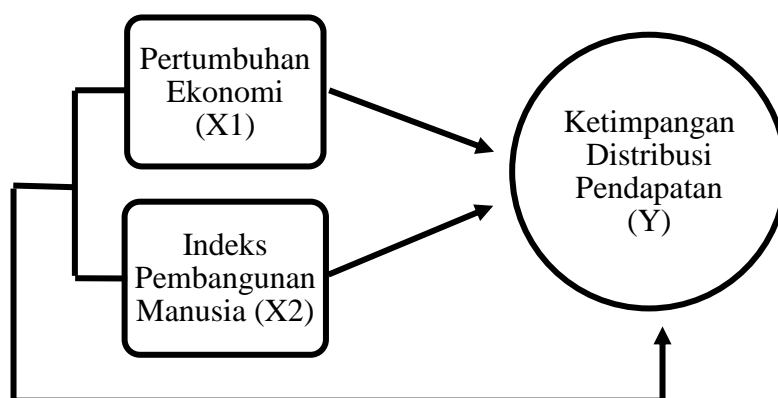 Pertumbuhan
Ekonomi
(X1)
Indeks
Pembangunan
Manusia (X2)
Ketimpangan
Distribusi
Pendapatan
(Y)